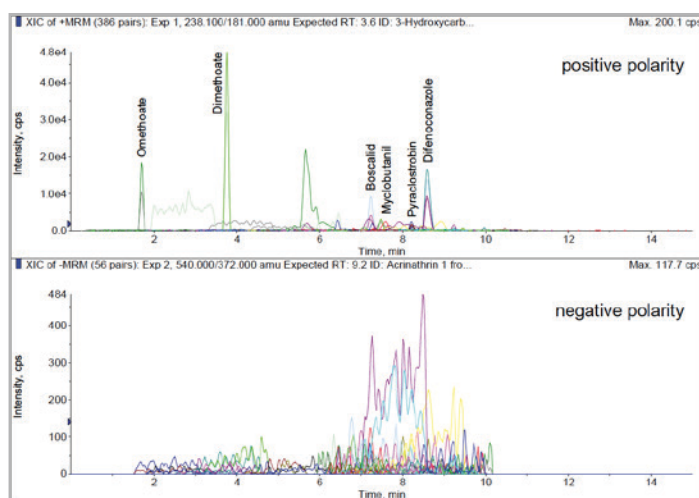 XIC of +MRM (386 pairs): Exp 1, 238.100/181.000 amu Expected RT: 3.6 ID: 3-Hydroxycarb...
Max. 200.1 cps
positive polarity
Intensity, cps
4.8e4
4.0e4
3.0e4
2.0e4
1.0e4
0.0
Omethoate
Dimethoate
Boscalid
Myclobutanil
Pyraclostrobin
Difenoconazole
2 4 6 8 10 12 14
Time, min
XIC of -MRM (56 pairs): Exp 2, 540.000/372.000 amu Expected RT: 9.2 ID: Acrinathrin 1 fro...
Max. 117.7 cps
negative polarity
Intensity, cps
484
400
300
200
100
0
2 4 6 8 10 12 14
Time, min